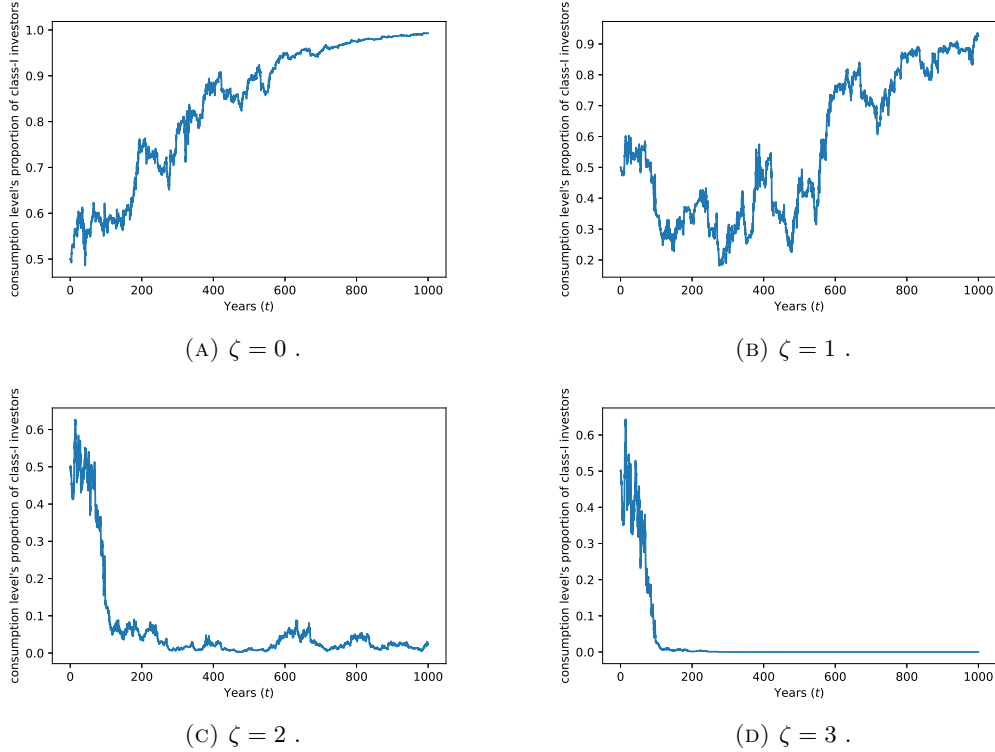 consumption level's proportion of class-I investors
1.0
0.9
0.8
0.7
0.6
0.5
0 200 400 600 800 1000
Years (t)
(A) ζ = 0 .
consumption level's proportion of class-I investors
0.9
0.8
0.7
0.6
0.5
0.4
0.3
0.2
0 200 400 600 800 1000
Years (t)
(B) ζ = 1 .
consumption level's proportion of class-I investors
0.6
0.5
0.4
0.3
0.2
0.1
0.0
0 200 400 600 800 1000
Years (t)
(C) ζ = 2 .
consumption level's proportion of class-I investors
0.6
0.5
0.4
0.3
0.2
0.1
0.0
0 200 400 600 800 1000
Years (t)
(D) ζ = 3 .